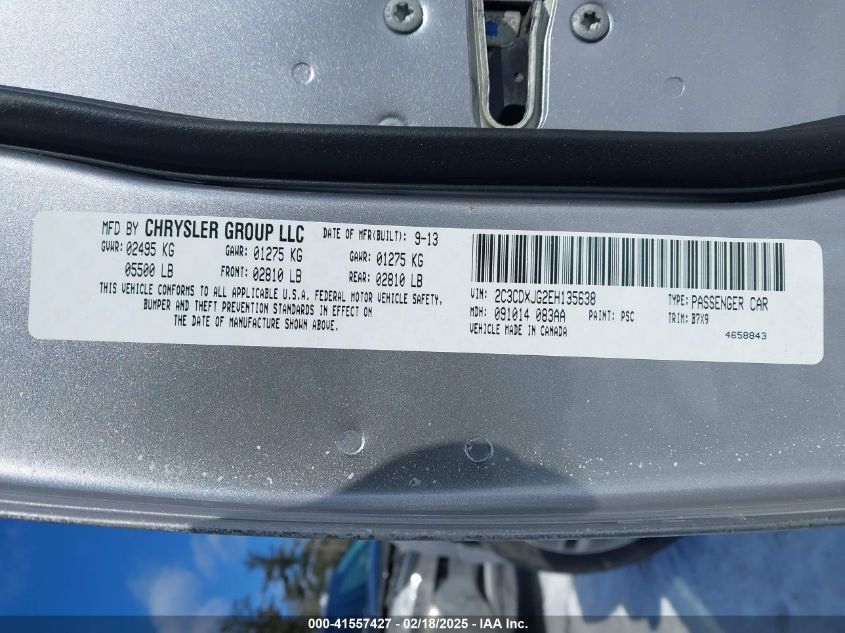 MFD BY CHRYSLER GROUP LLC DATE OF MFR(BUILT): 9-13
GVWR: 02495 KG GAWR: 01275 KG GAWR: 01275 KG
05500 LB FRONT: 02810 LB REAR: 02810 LB
THIS VEHICLE CONFORMS TO ALL APPLICABLE U.S.A. FEDERAL MOTOR VEHICLE SAFETY,
BUMPER AND THEFT PREVENTION STANDARDS IN EFFECT ON
THE DATE OF MANUFACTURE SHOWN ABOVE.
VIN: 2C3CDXJG2EH135638 TYPE: PASSENGER CAR
MDH: 091014 083AA PAINT: PSC TRIM: B7X9
VEHICLE MADE IN CANADA 4658843
000-41557427 - 02/18/2025 - IAA Inc.